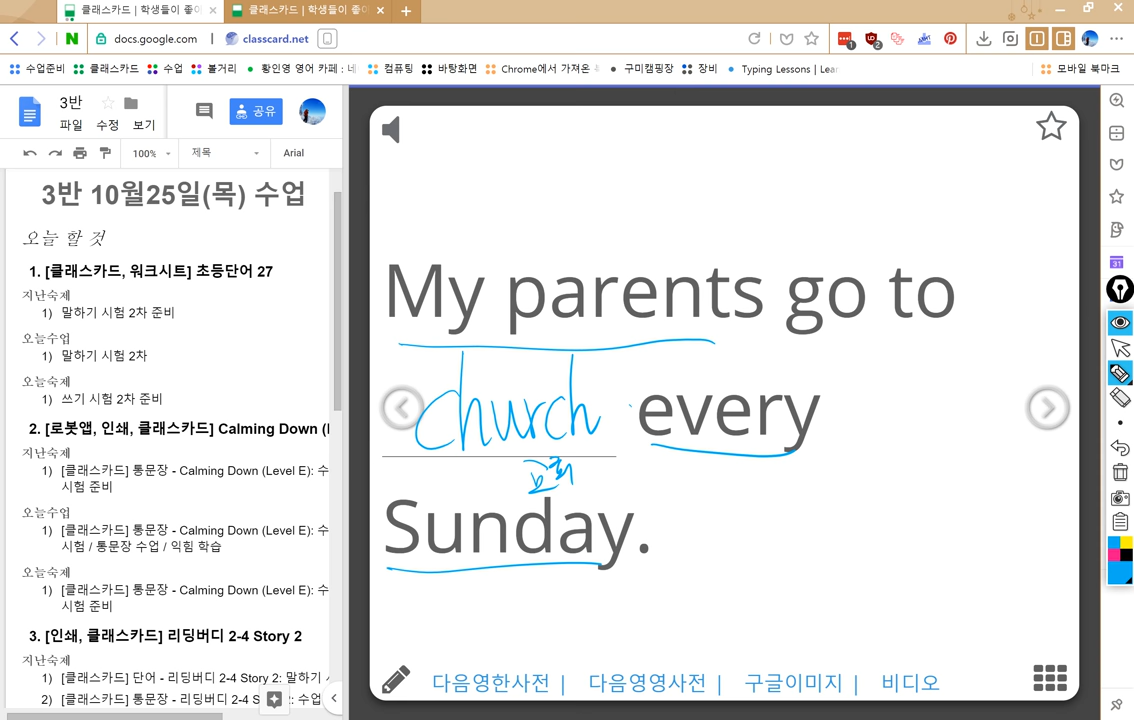 클래스카드 | 학생들이 좋아
클래스카드 | 학생들이 좋아
docs.google.com | classcard.net
수업준비 클래스카드 수업 볼거리 황인영 영어 카페 : 네 컴퓨팅 바탕화면 Chrome에서 가져온 구미캠핑장 장비 Typing Lessons | Lear 모바일 북마크
3반
파일 수정 보기
공유
100% 제목 Arial
3반 10월25일(목) 수업
오늘 할 것
1. [클래스카드, 워크시트] 초등단어 27
지난숙제
1) 말하기 시험 2차 준비
오늘수업
1) 말하기 시험 2차
오늘숙제
1) 쓰기 시험 2차 준비
2. [로봇앱, 인쇄, 클래스카드] Calming Down (
지난숙제
1) [클래스카드] 통문장 - Calming Down (Level E): 수
시험 준비
오늘수업
1) [클래스카드] 통문장 - Calming Down (Level E): 수
시험 / 통문장 수업 / 익힘 학습
오늘숙제
1) [클래스카드] 통문장 - Calming Down (Level E): 수
시험 준비
3. [인쇄, 클래스카드] 리딩버디 2-4 Story 2
지난숙제
1) [클래스카드] 단어 - 리딩버디 2-4 Story 2: 말하기
2) [클래스카드] 통문장 - 리딩버디 2-4 S 2: 수업
My parents go to
church every
교회
Sunday.
다음영한사전 | 다음영영사전 | 구글이미지 | 비디오
31